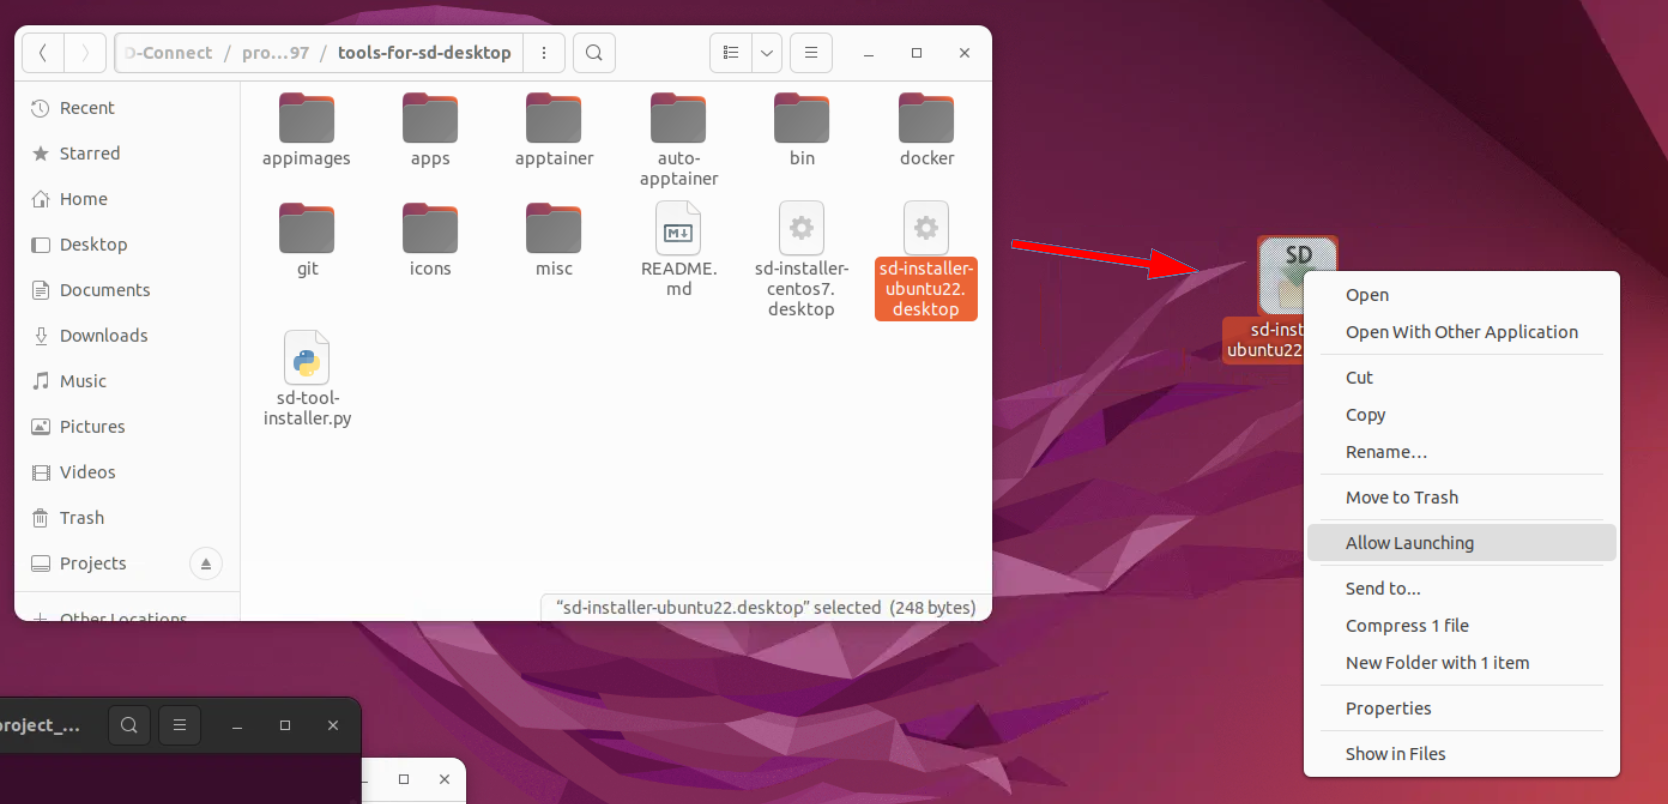 D-Connect / pro...97 / tools-for-sd-desktop
Recent
Starred
Home
Desktop
Documents
Downloads
Music
Pictures
Videos
Trash
Projects
Other Locations
appimages
apps
apptainer
auto-
apptainer
bin
docker
git
icons
misc
README.
md
sd-installer-
centos7.
desktop
sd-installer-
ubuntu22.
desktop
sd-tool-
installer.py
“sd-installer-ubuntu22.desktop” selected (248 bytes)
SD
sd-inst
ubuntu22
Open
Open With Other Application
Cut
Copy
Rename…
Move to Trash
Allow Launching
Send to...
Compress 1 file
New Folder with 1 item
Properties
Show in Files
project_...